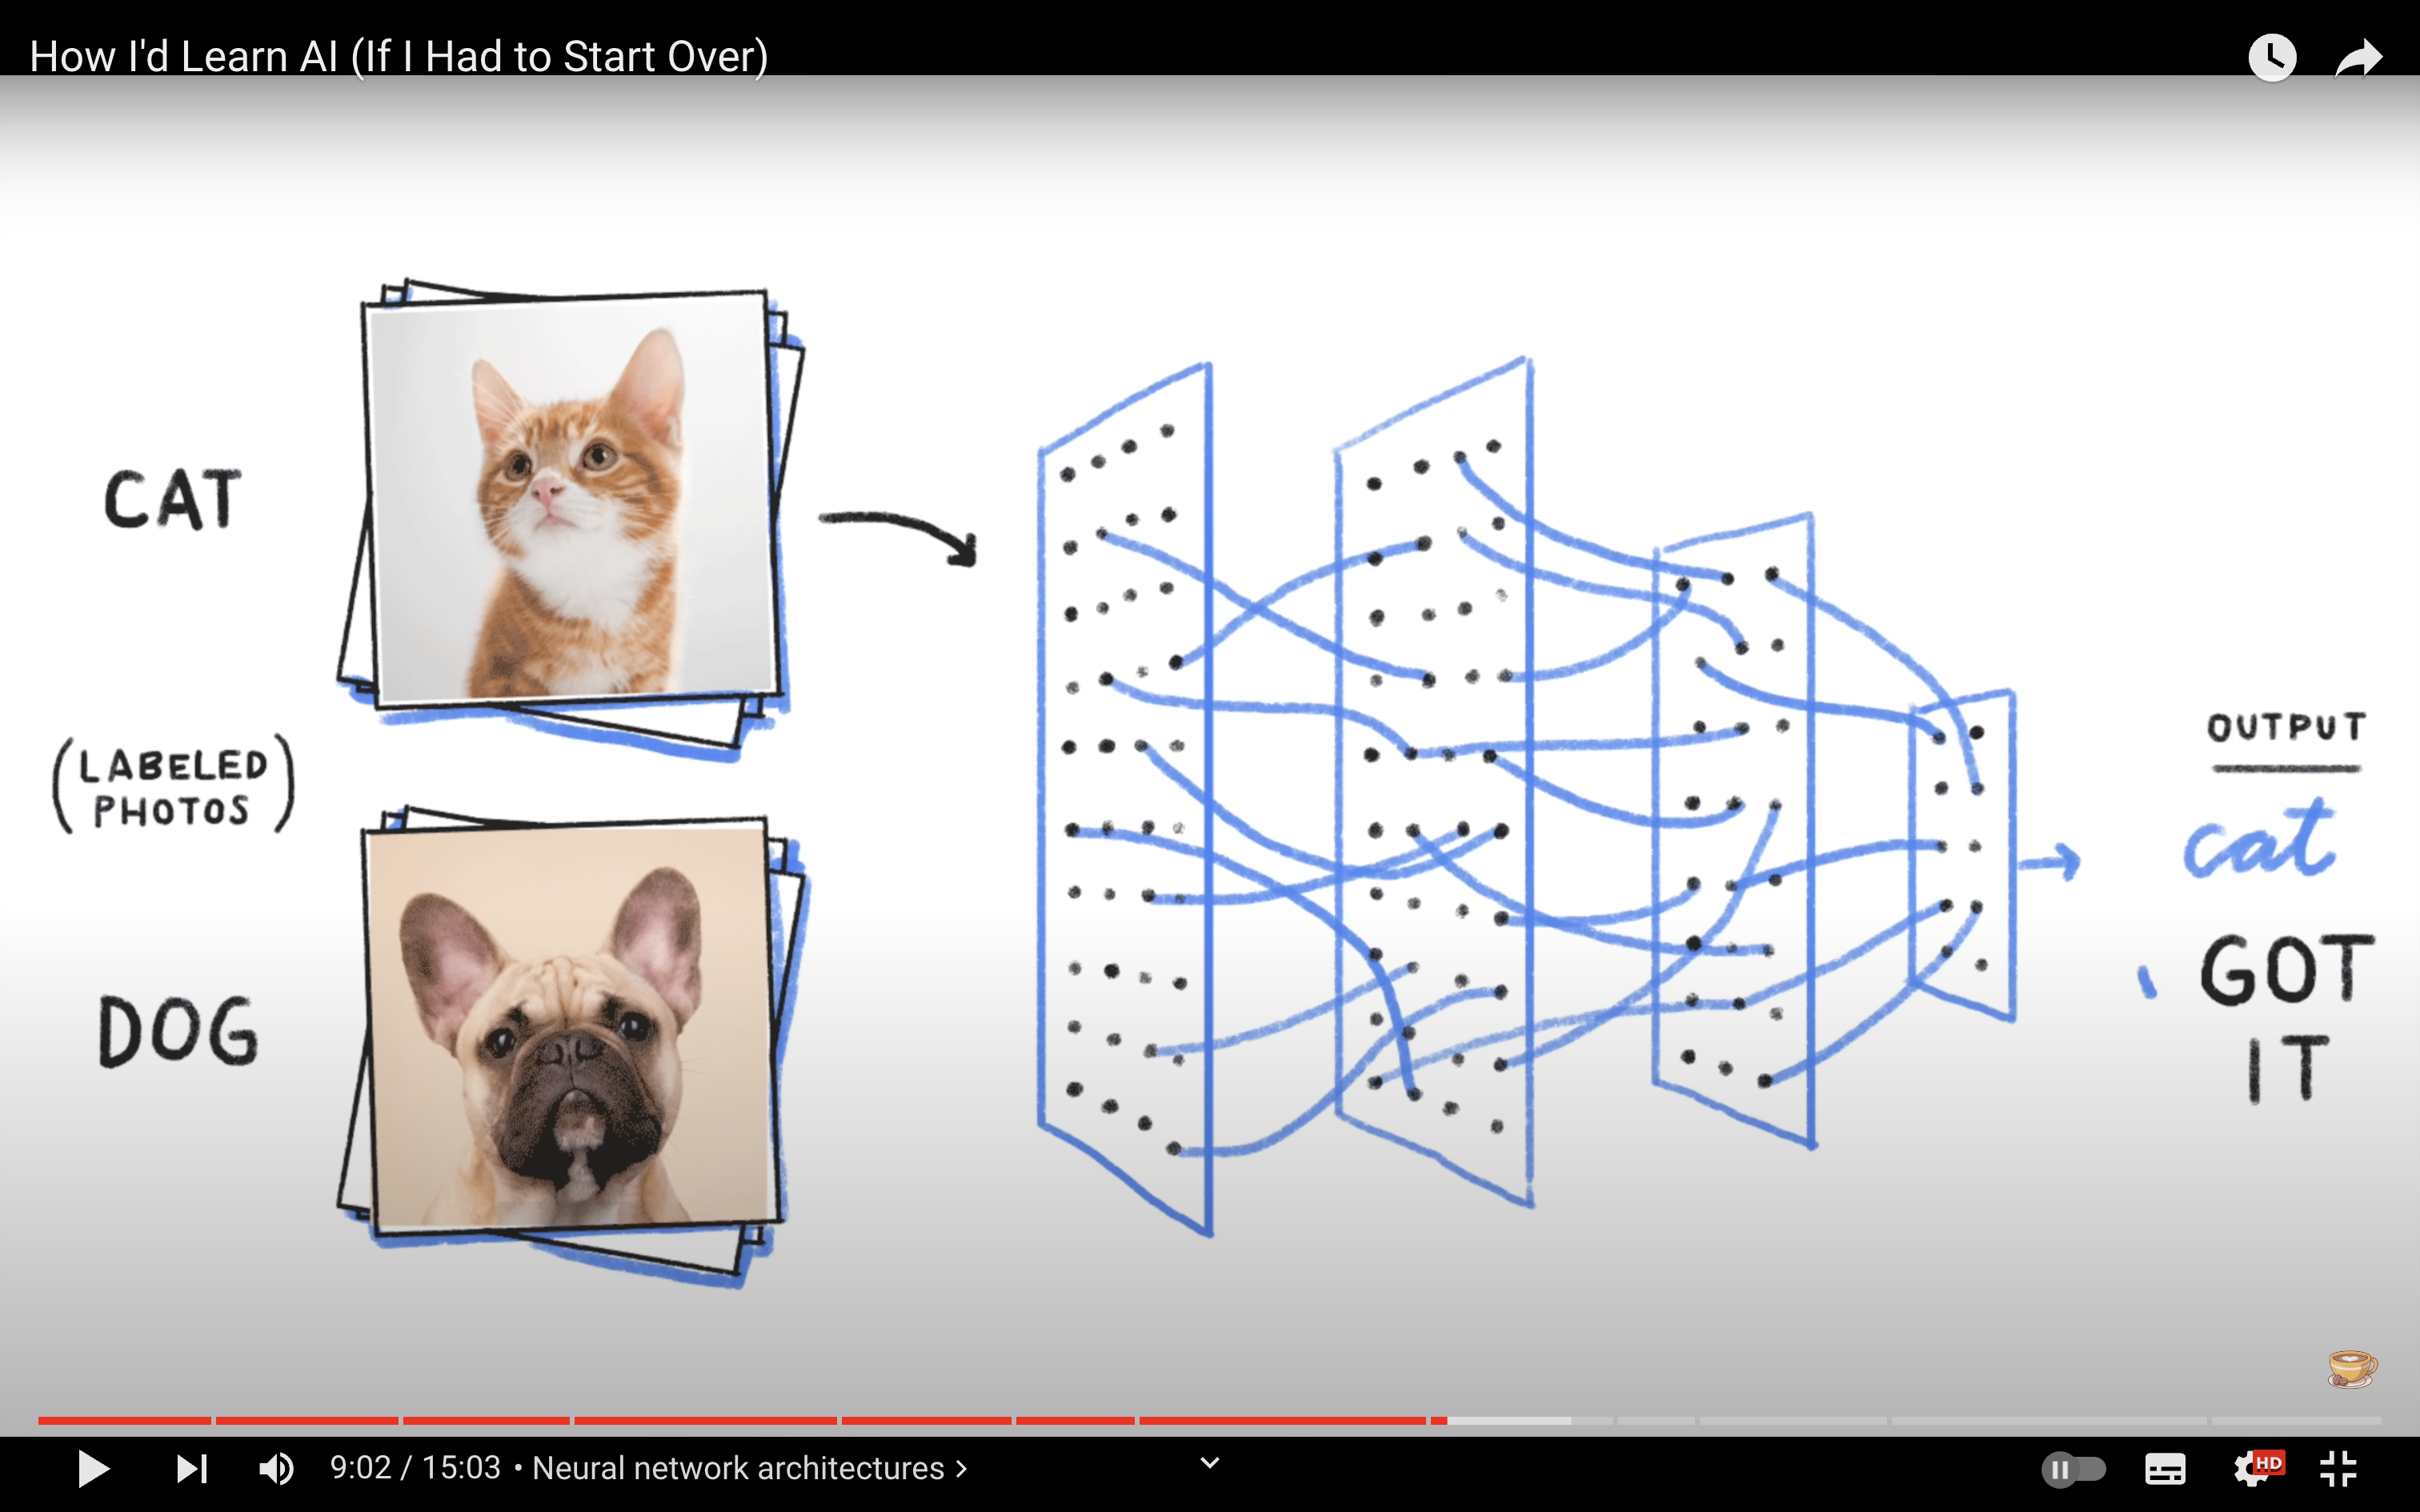 How I'd Learn AI (If I Had to Start Over)
CAT
(LABELED
PHOTOS)
DOG
OUTPUT
cat
GOT
IT
9:02 / 15:03 • Neural network architectures >
HD